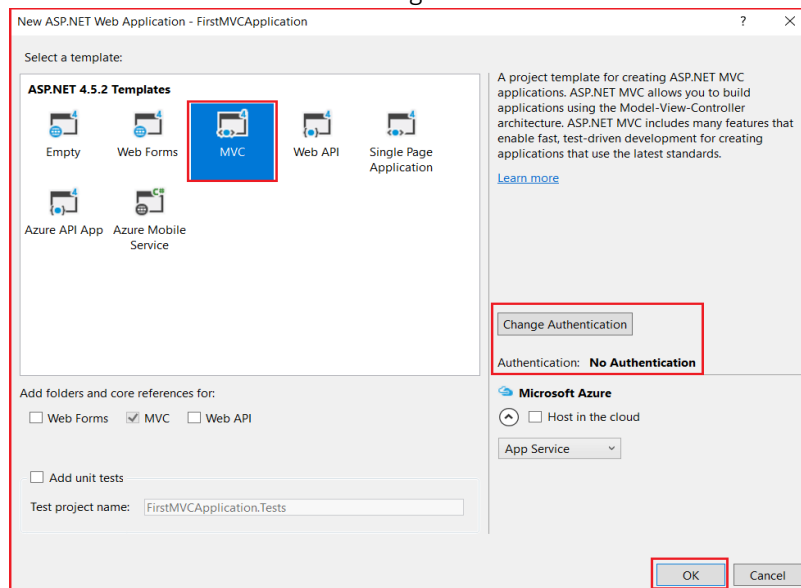 New ASP.NET Web Application - FirstMVCApplication
Select a template:
ASP.NET 4.5.2 Templates
Empty
Web Forms
MVC
Web API
Single Page
Application
Azure API App
Azure Mobile
Service
A project template for creating ASP.NET MVC
applications. ASP.NET MVC allows you to build
applications using the Model-View-Controller
architecture. ASP.NET MVC includes many features that
enable fast, test-driven development for creating
applications that use the latest standards.
Learn more
Change Authentication
Authentication: No Authentication
Add folders and core references for:
Web Forms
MVC
Web API
Microsoft Azure
Host in the cloud
App Service
Add unit tests
Test project name: FirstMVCApplication.Tests
OK
Cancel